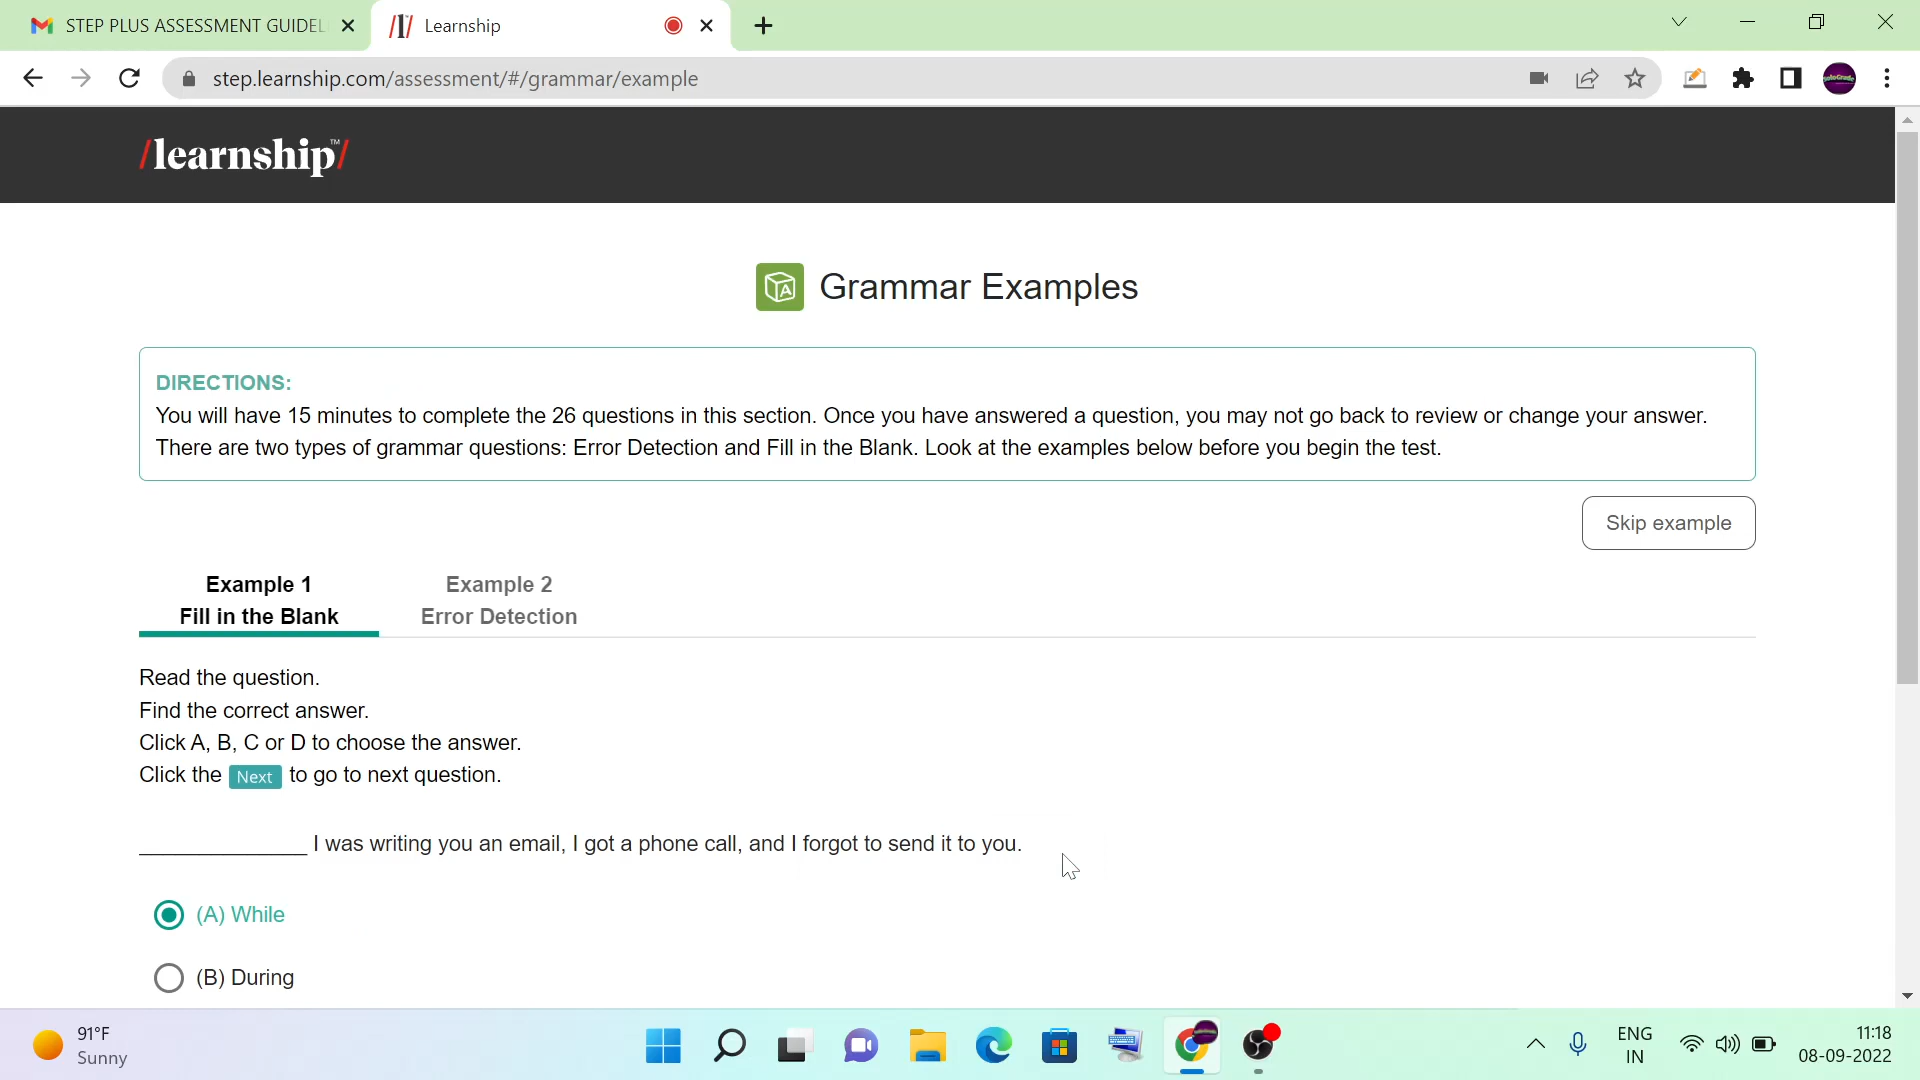 STEP PLUS ASSESSMENT GUIDEL
Learnship
step.learnship.com/assessment/#/grammar/example
/learnship™/
Grammar Examples
DIRECTIONS:
You will have 15 minutes to complete the 26 questions in this section. Once you have answered a question, you may not go back to review or change your answer.
There are two types of grammar questions: Error Detection and Fill in the Blank. Look at the examples below before you begin the test.
Skip example
Example 1
Fill in the Blank
Example 2
Error Detection
Read the question.
Find the correct answer.
Click A, B, C or D to choose the answer.
Click the Next to go to next question.
______________ I was writing you an email, I got a phone call, and I forgot to send it to you.
(A) While
(B) During
91°F
Sunny
ENG
IN
11:18
08-09-2022